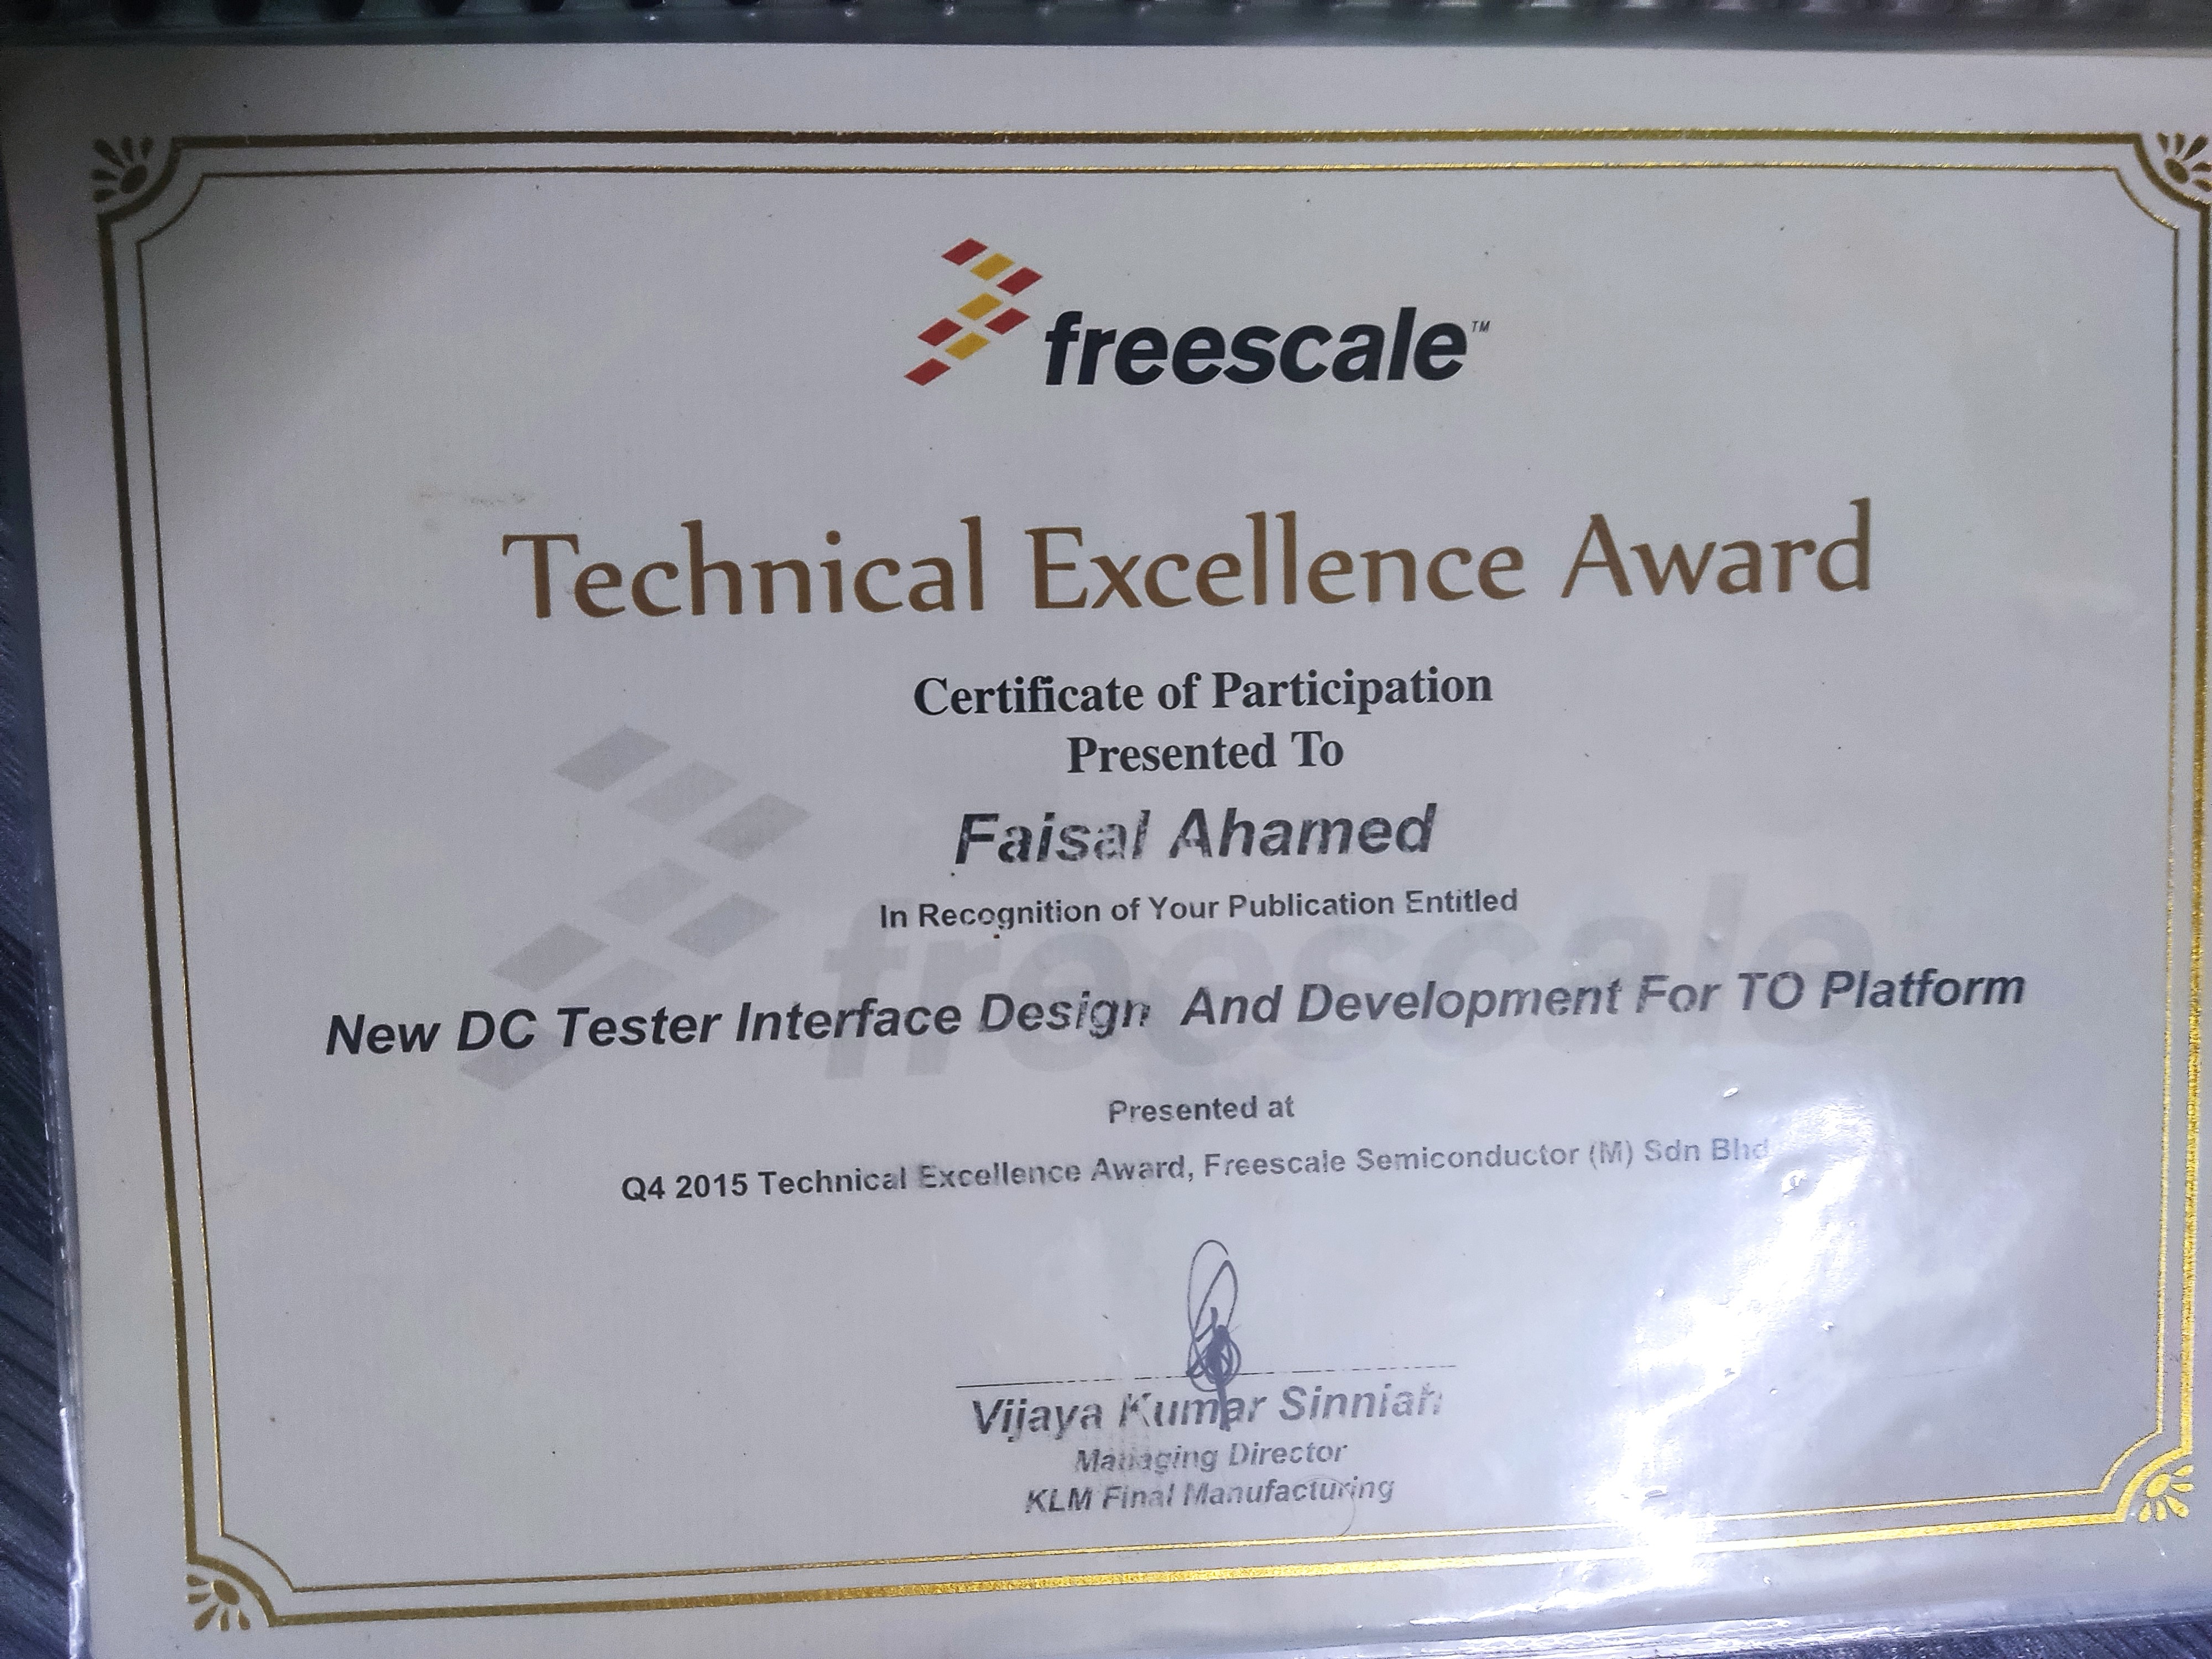 freescale™
Technical Excellence Award
Certificate of Participation
Presented To
Faisal Ahamed
In Recognition of Your Publication Entitled
freescale
New DC Tester Interface Design And Development For TO Platform
Presented at
Q4 2015 Technical Excellence Award, Freescale Semiconductor (M) Sdn Bhd
Vijaya Kumar Sinniah
Managing Director
KLM Final Manufacturing